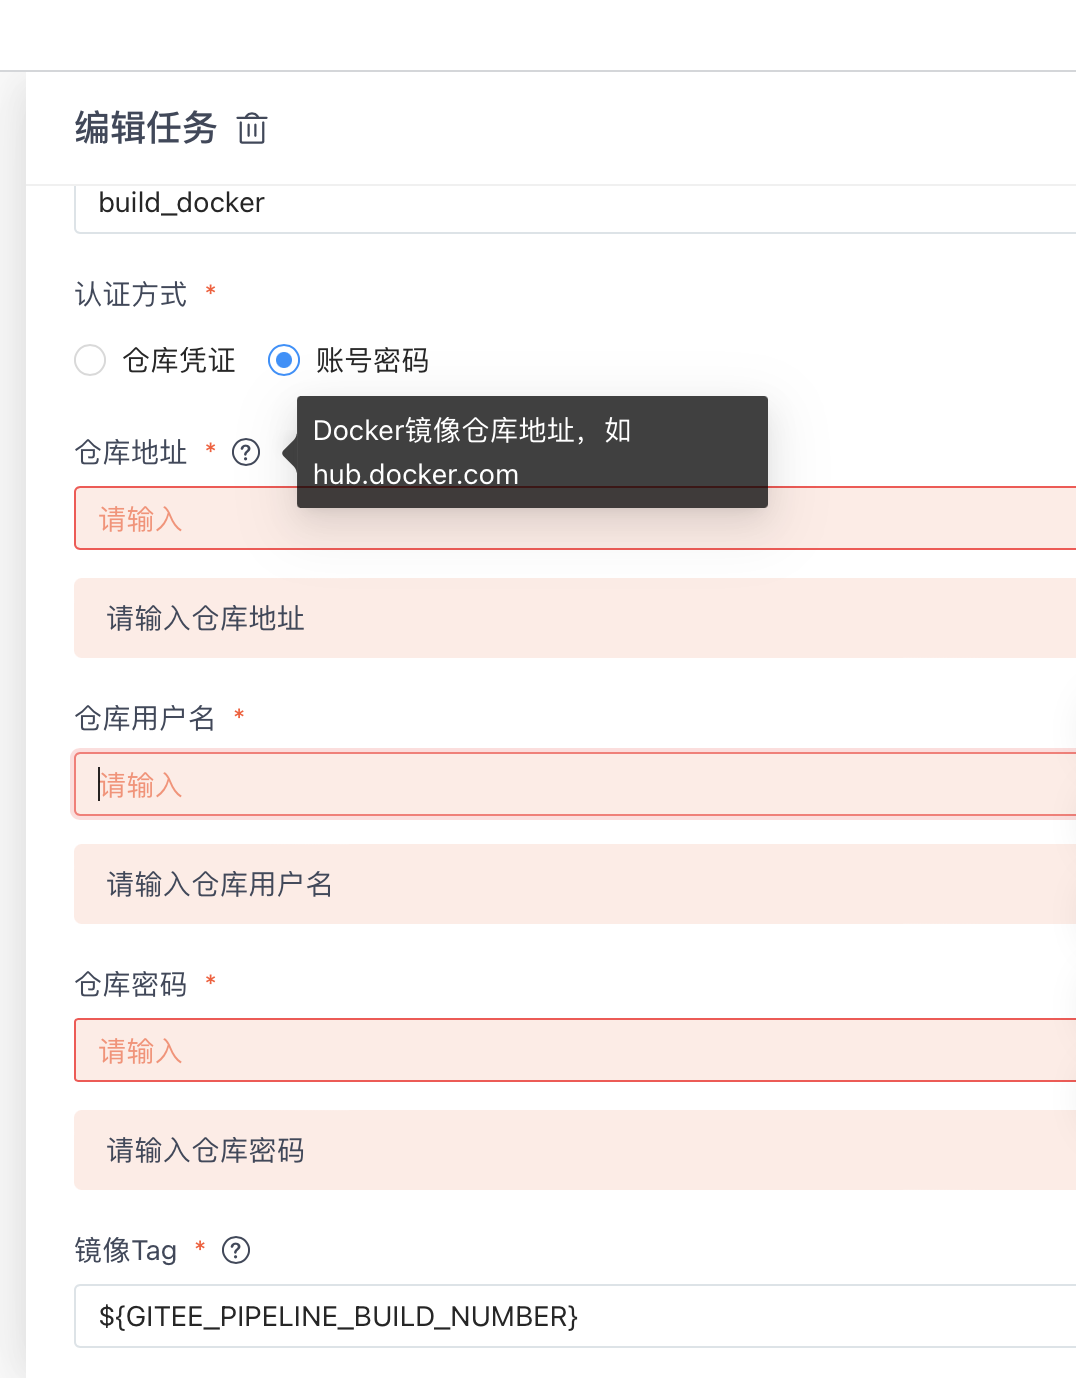 编辑任务
build_docker
认证方式 *
仓库凭证 账号密码
Docker镜像仓库地址，如
hub.docker.com
仓库地址 * ?
请输入
请输入仓库地址
仓库用户名 *
请输入
请输入仓库用户名
仓库密码 *
请输入
请输入仓库密码
镜像Tag * ?
${GITEE_PIPELINE_BUILD_NUMBER}